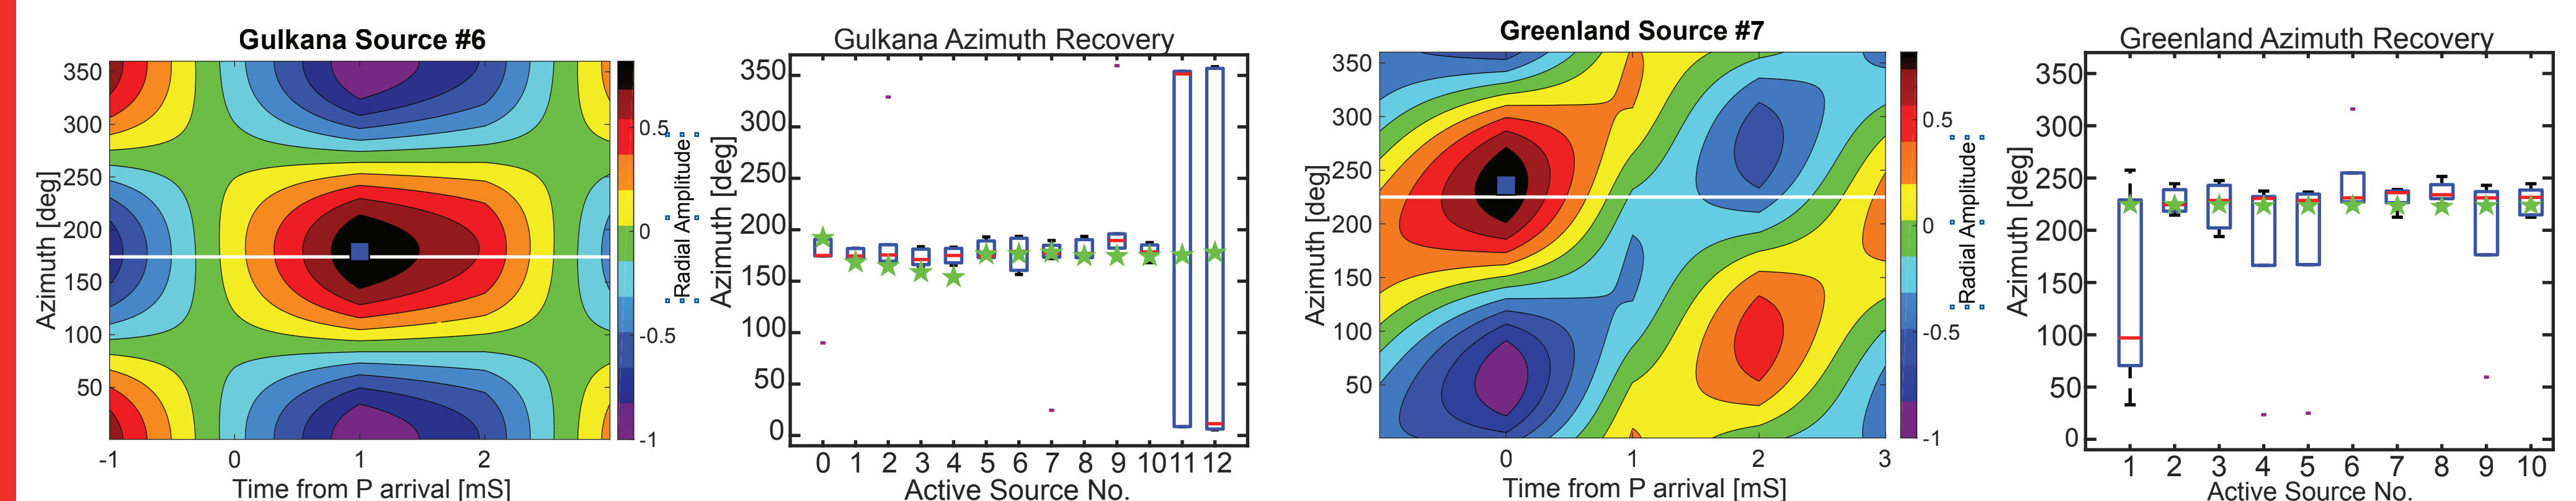 Gulkana Source #6
350
300
250
200
150
100
50
Azimuth [deg]
-1 0 1 2
Time from P arrival [mS]
0.5
0
-0.5
-1
Radial Amplitude
Gulkana Azimuth Recovery
350
300
250
200
150
100
50
0
Azimuth [deg]
0 1 2 3 4 5 6 7 8 9 10 11 12
Active Source No.
Greenland Source #7
350
300
250
200
150
100
50
Azimuth [deg]
0 1 2 3
Time from P arrival [mS]
0.5
0
-0.5
-1
Radial Amplitude
Greenland Azimuth Recovery
350
300
250
200
150
100
50
0
Azimuth [deg]
1 2 3 4 5 6 7 8 9 10
Active Source No.